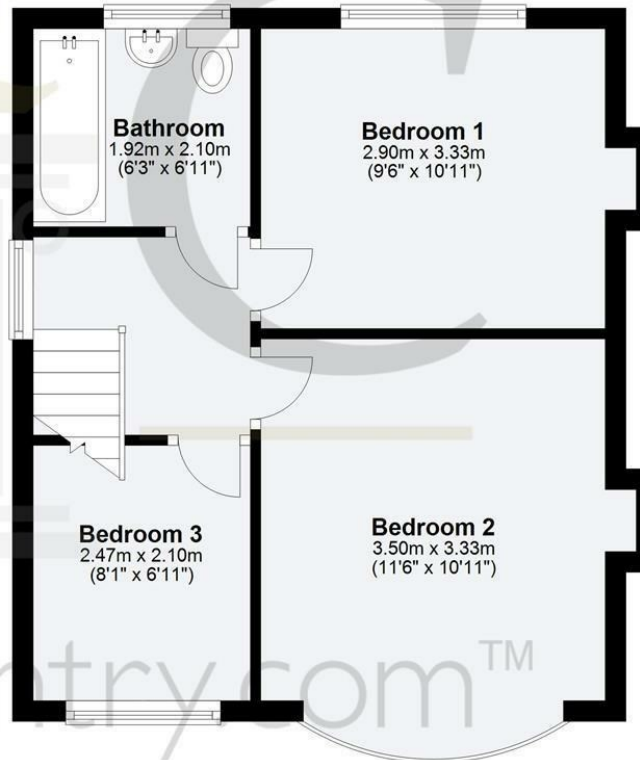 Bathroom
1.92m x 2.10m
(6'3" x 6'11")
Bedroom 1
2.90m x 3.33m
(9'6" x 10'11")
Bedroom 3
2.47m x 2.10m
(8'1" x 6'11")
Bedroom 2
3.50m x 3.33m
(11'6" x 10'11")
ntry.com™